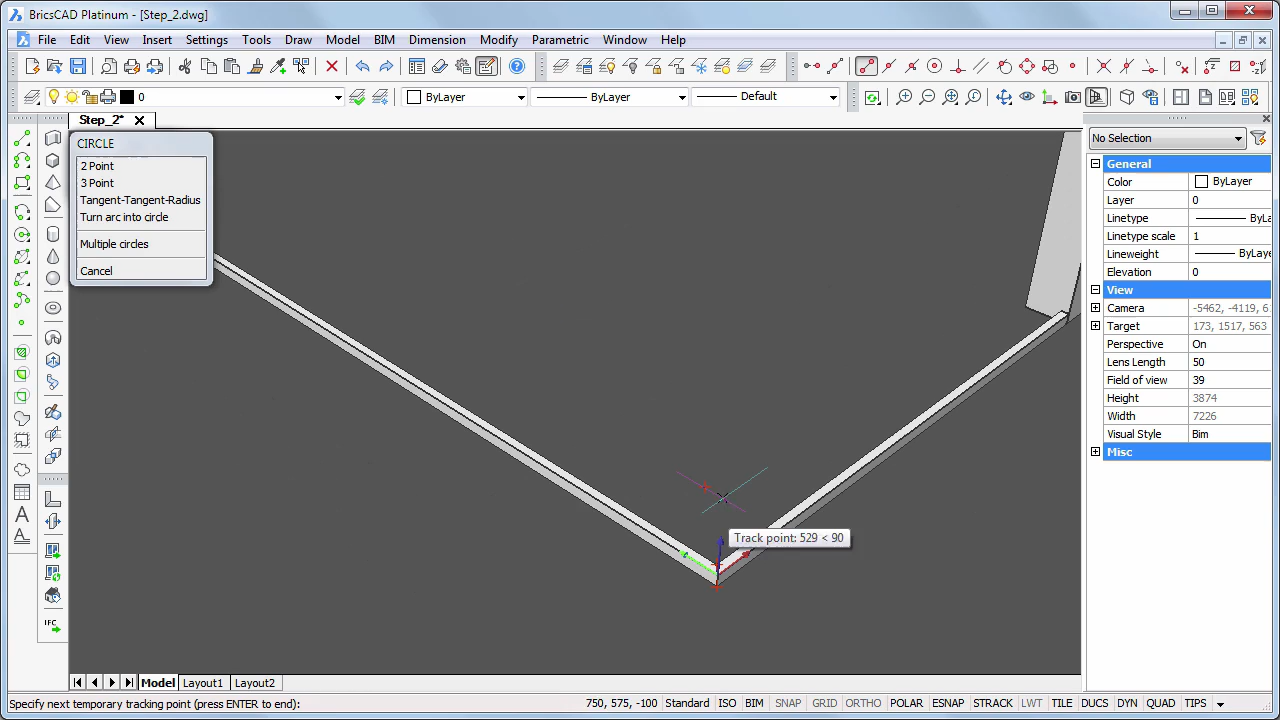 BricsCAD Platinum - [Step_2.dwg]
File Edit View Insert Settings Tools Draw Model BIM Dimension Modify Parametric Window Help
0 ByLayer ByLayer Default
Step_2*
CIRCLE
2 Point
3 Point
Tangent-Tangent-Radius
Turn arc into circle
Multiple circles
Cancel
No Selection
General
Color ByLayer
Layer 0
Linetype ByLa
Linetype scale 1
Lineweight ByLaye
Elevation 0
View
Camera -5462, -4119, 6
Target 173, 1517, 563
Perspective On
Lens Length 50
Field of view 39
Height 3874
Width 7226
Visual Style Bim
Misc
Track point: 529 < 90
IFC
Model Layout1 Layout2
Specify next temporary tracking point (press ENTER to end): 750, 575, -100 Standard ISO BIM SNAP GRID ORTHO POLAR ESNAP STRACK LWT TILE DUCS DYN QUAD TIPS